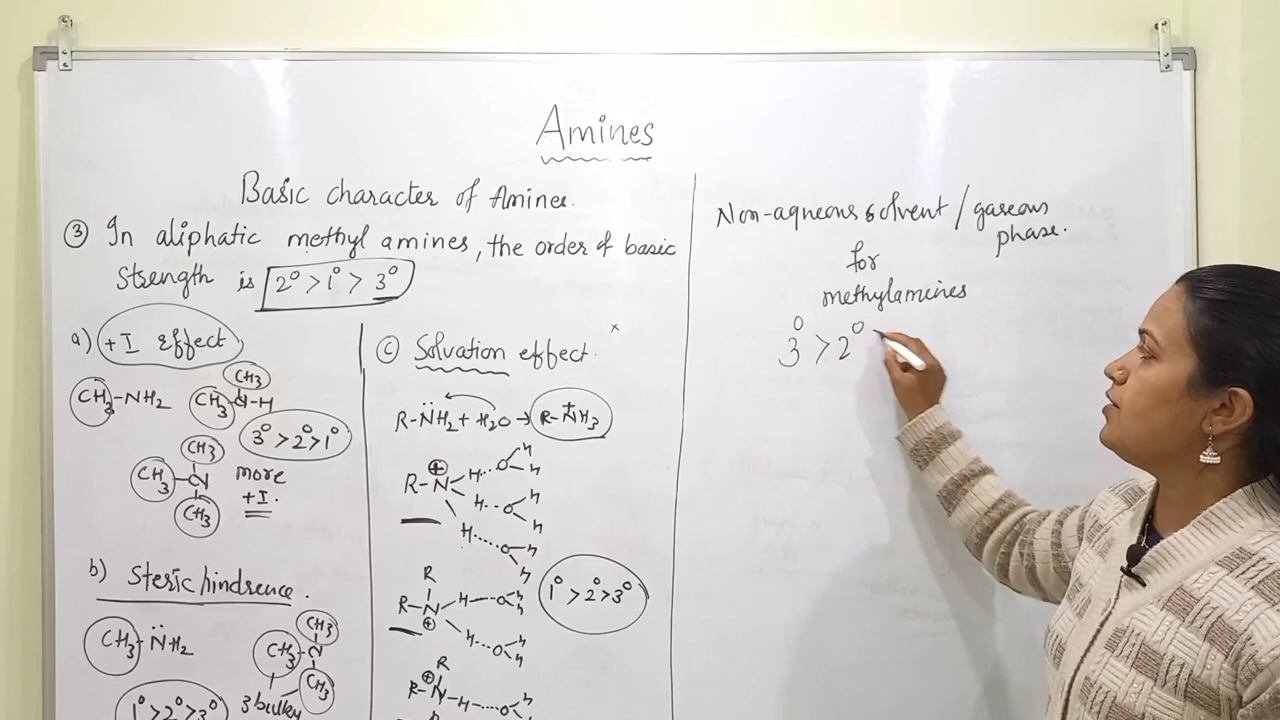 Amines
Basic character of Amines.
③ In aliphatic methyl amines, the order of basic
strength is 2° > 1° > 3°
a) +I effect
CH3-NH2
CH3
CH3-N-H
3° > 2° > 1°
CH3
CH3-N
CH3
more
+I.
b) Steric hindrence.
CH3-N̈H2
CH3
CH3-N
CH3
3 bulky
1° > 2° > 3°
ⓒ Solvation effect.
x
R-N̈H2 + H2O → R-N⁺H3
R-N⊕
H...O-H
H
H...O-H
H
H....O-H
H
1° > 2° > 3°
R
R-N⊕-H---O-H
H
H...O-H
H
R
R-N⊕-H....O-H
H
R
Non-aqneous solvent / gaseous
phase.
for
methylamines
3° > 2°